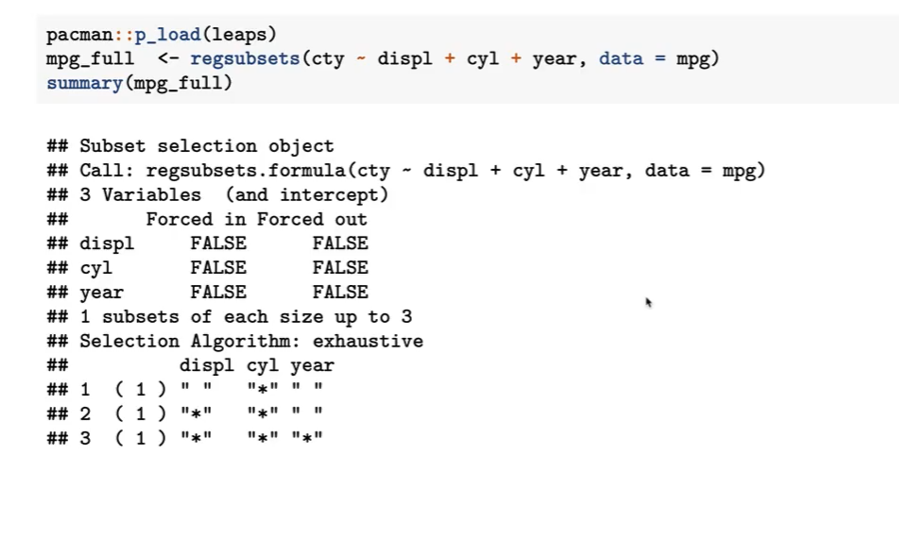 pacman::p_load(leaps)
mpg_full  <- regsubsets(cty ~ displ + cyl + year, data = mpg)
summary(mpg_full)
## Subset selection object
## Call: regsubsets.formula(cty ~ displ + cyl + year, data = mpg)
## 3 Variables  (and intercept)
##       Forced in Forced out
## displ     FALSE      FALSE
## cyl       FALSE      FALSE
## year      FALSE      FALSE
## 1 subsets of each size up to 3
## Selection Algorithm: exhaustive
##          displ cyl year
## 1  ( 1 ) " "   "*" " "
## 2  ( 1 ) "*"   "*" " "
## 3  ( 1 ) "*"   "*" "*"